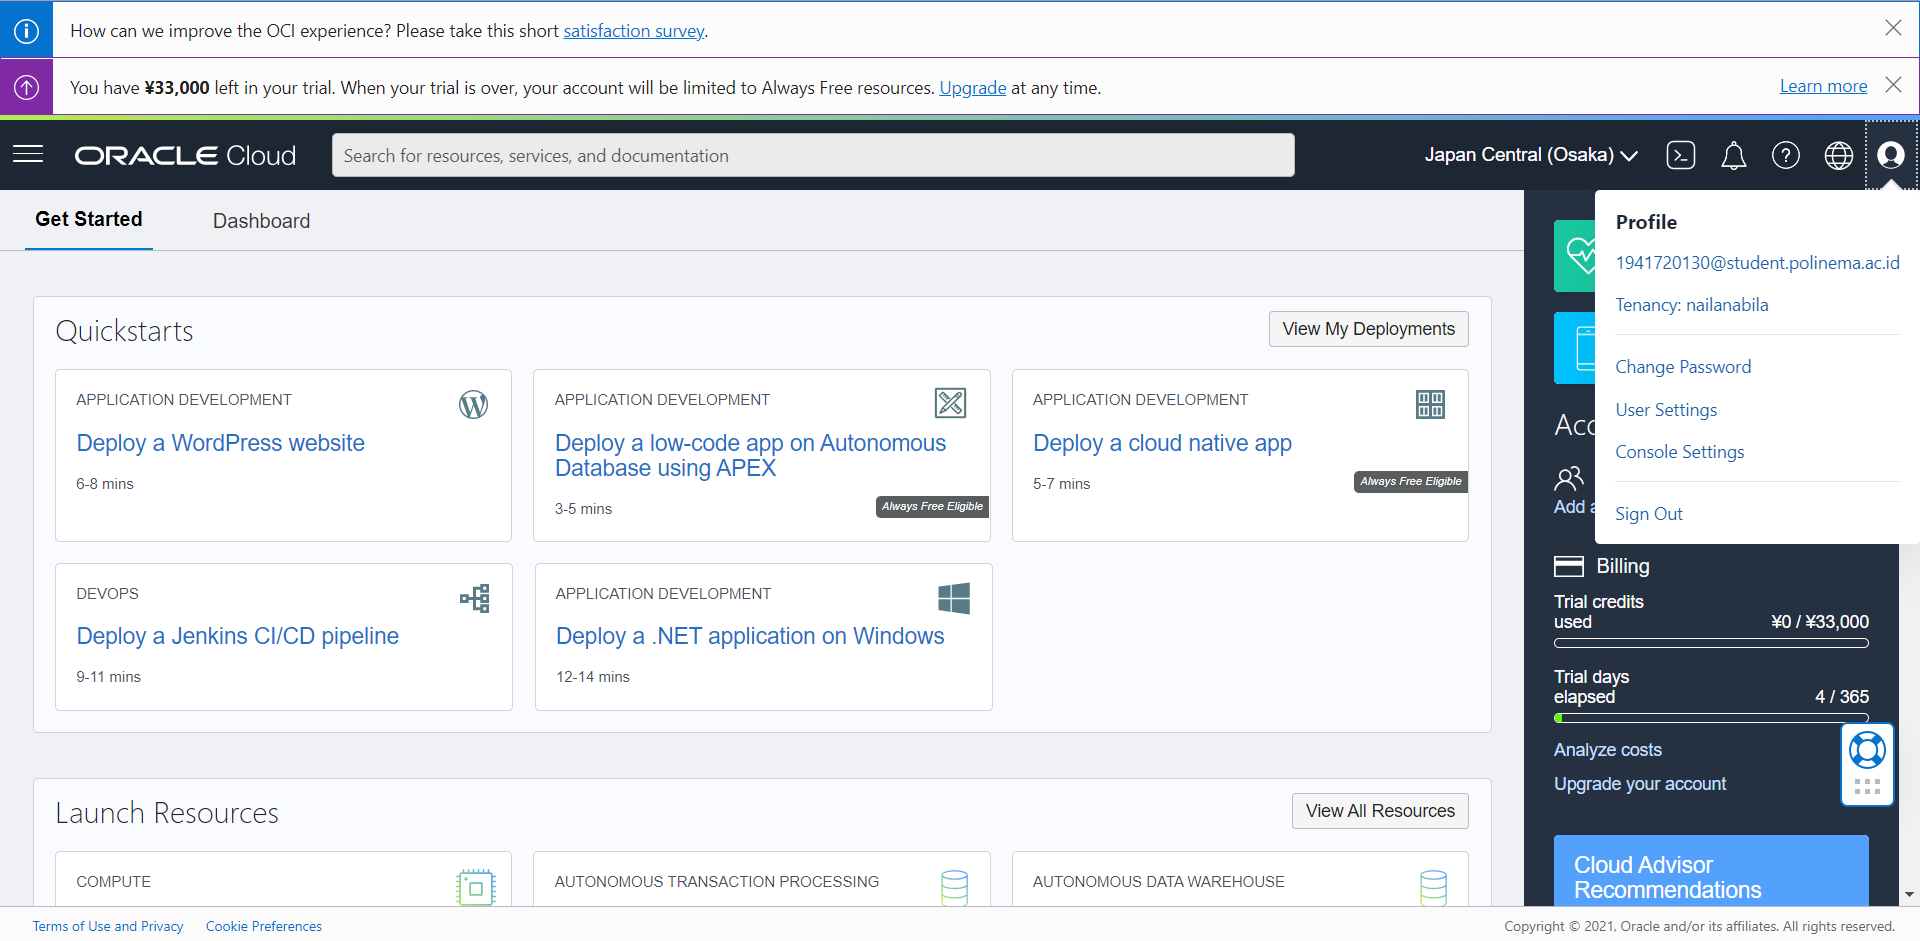 How can we improve the OCI experience? Please take this short satisfaction survey.
You have ¥33,000 left in your trial. When your trial is over, your account will be limited to Always Free resources. Upgrade at any time.
Learn more
ORACLE Cloud
Search for resources, services, and documentation
Japan Central (Osaka)
Get Started
Dashboard
Profile
1941720130@student.polinema.ac.id
Tenancy: nailanabila
Change Password
User Settings
Console Settings
Sign Out
Quickstarts
View My Deployments
APPLICATION DEVELOPMENT
Deploy a WordPress website
6-8 mins
APPLICATION DEVELOPMENT
Deploy a low-code app on Autonomous
Database using APEX
3-5 mins
Always Free Eligible
APPLICATION DEVELOPMENT
Deploy a cloud native app
5-7 mins
Always Free Eligible
DEVOPS
Deploy a Jenkins CI/CD pipeline
9-11 mins
APPLICATION DEVELOPMENT
Deploy a .NET application on Windows
12-14 mins
Acc
Add a
Billing
Trial credits
used
¥0 / ¥33,000
Trial days
elapsed
4 / 365
Analyze costs
Upgrade your account
Cloud Advisor
Recommendations
Launch Resources
View All Resources
COMPUTE
AUTONOMOUS TRANSACTION PROCESSING
AUTONOMOUS DATA WAREHOUSE
Terms of Use and Privacy
Cookie Preferences
Copyright © 2021, Oracle and/or its affiliates. All rights reserved.